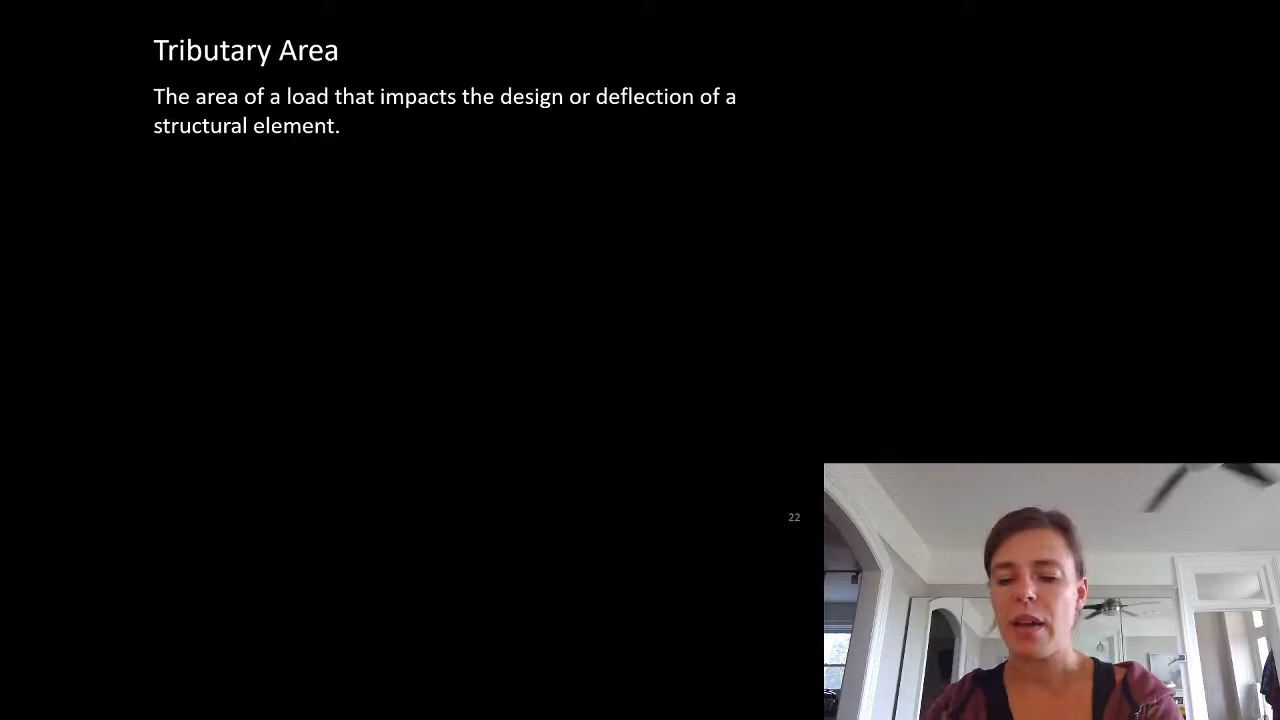 Tributary Area
The area of a load that impacts the design or deflection of a
structural element.
22